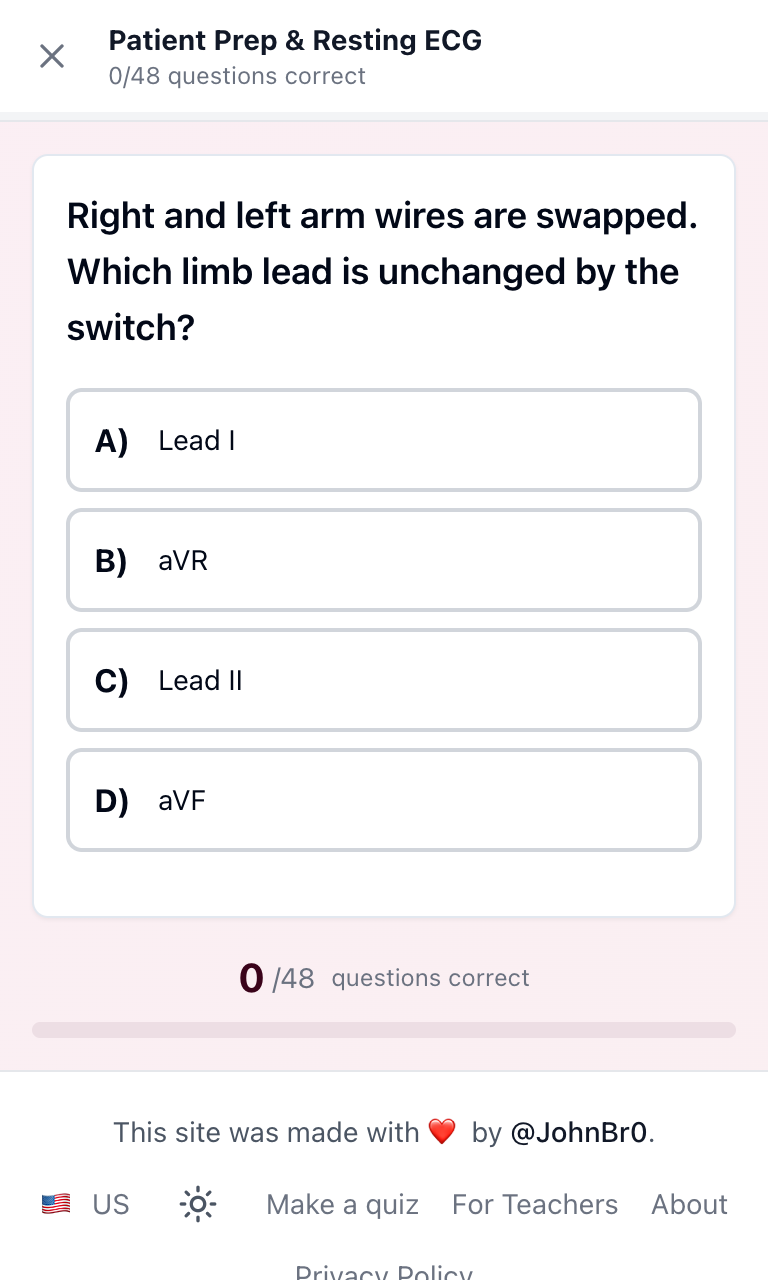 Patient Prep & Resting ECG
0/48 questions correct
Right and left arm wires are swapped.
Which limb lead is unchanged by the
switch?
A) Lead I
B) aVR
C) Lead II
D) aVF
0 /48 questions correct
This site was made with ❤️ by @JohnBr0.
🇺🇸 US Make a quiz For Teachers About
Privacy Policy